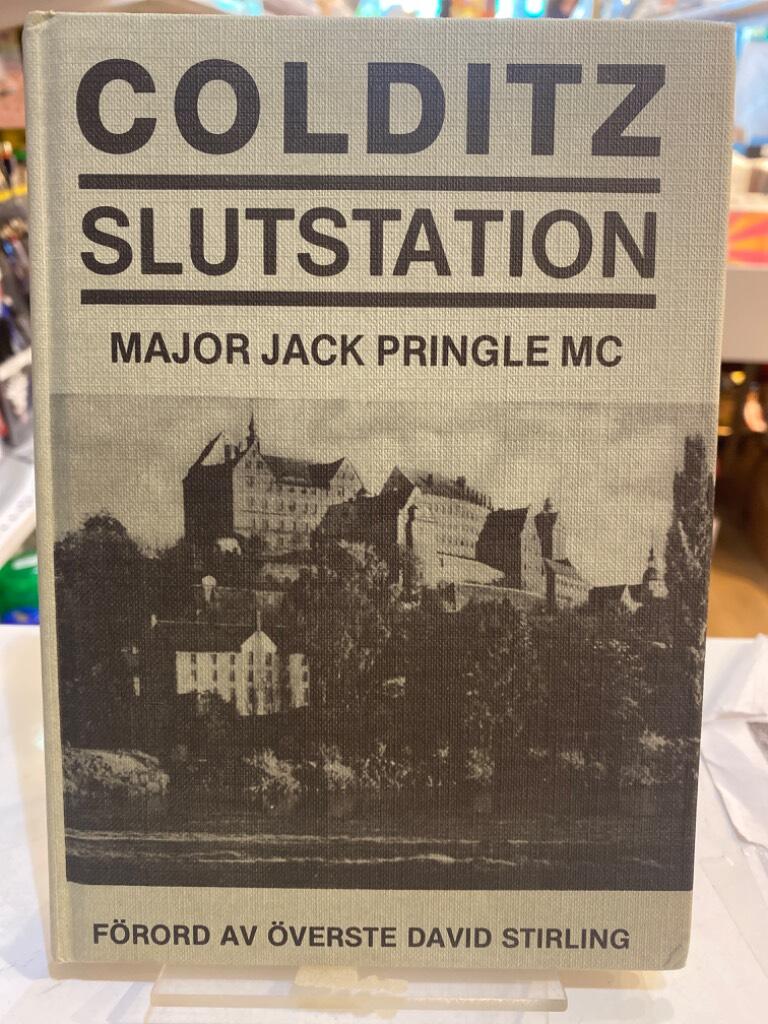 COLDITZ
SLUTSTATION
MAJOR JACK PRINGLE MC
FÖRORD AV ÖVERSTE DAVID STIRLING